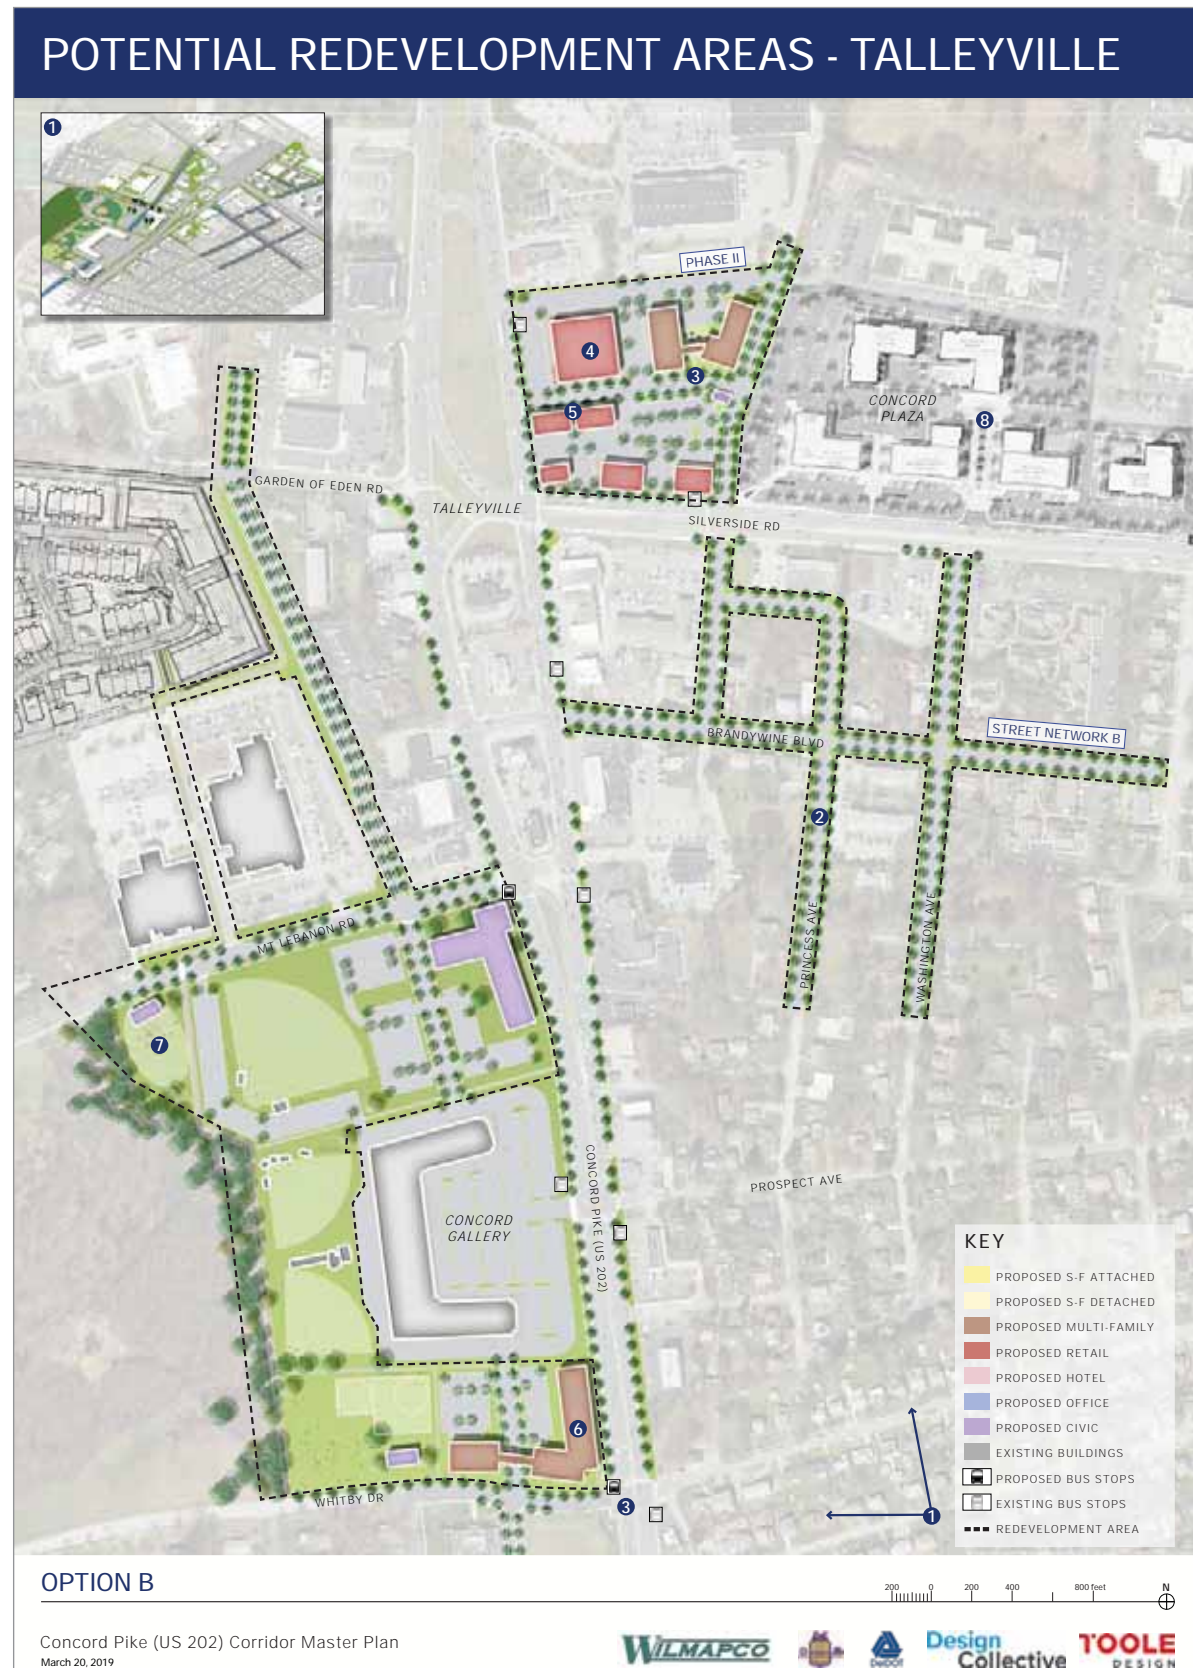 POTENTIAL REDEVELOPMENT AREAS - TALLEYVILLE
1
PHASE II
4
3
5
CONCORD
PLAZA
8
GARDEN OF EDEN RD
TALLEYVILLE
SILVERSIDE RD
STREET NETWORK B
BRANDYWINE BLVD
2
PRINCESS AVE
WASHINGTON AVE
MT LEBANON RD
7
CONCORD PIKE (US 202)
PROSPECT AVE
CONCORD
GALLERY
6
WHITBY DR
3
1
KEY
PROPOSED S-F ATTACHED
PROPOSED S-F DETACHED
PROPOSED MULTI-FAMILY
PROPOSED RETAIL
PROPOSED HOTEL
PROPOSED OFFICE
PROPOSED CIVIC
EXISTING BUILDINGS
PROPOSED BUS STOPS
EXISTING BUS STOPS
REDEVELOPMENT AREA
OPTION B
200 0 200 400 800 feet
N
Concord Pike (US 202) Corridor Master Plan
March 20, 2019
WILMAPCO
DelDOT
Design
Collective
TOOLE
DESIGN